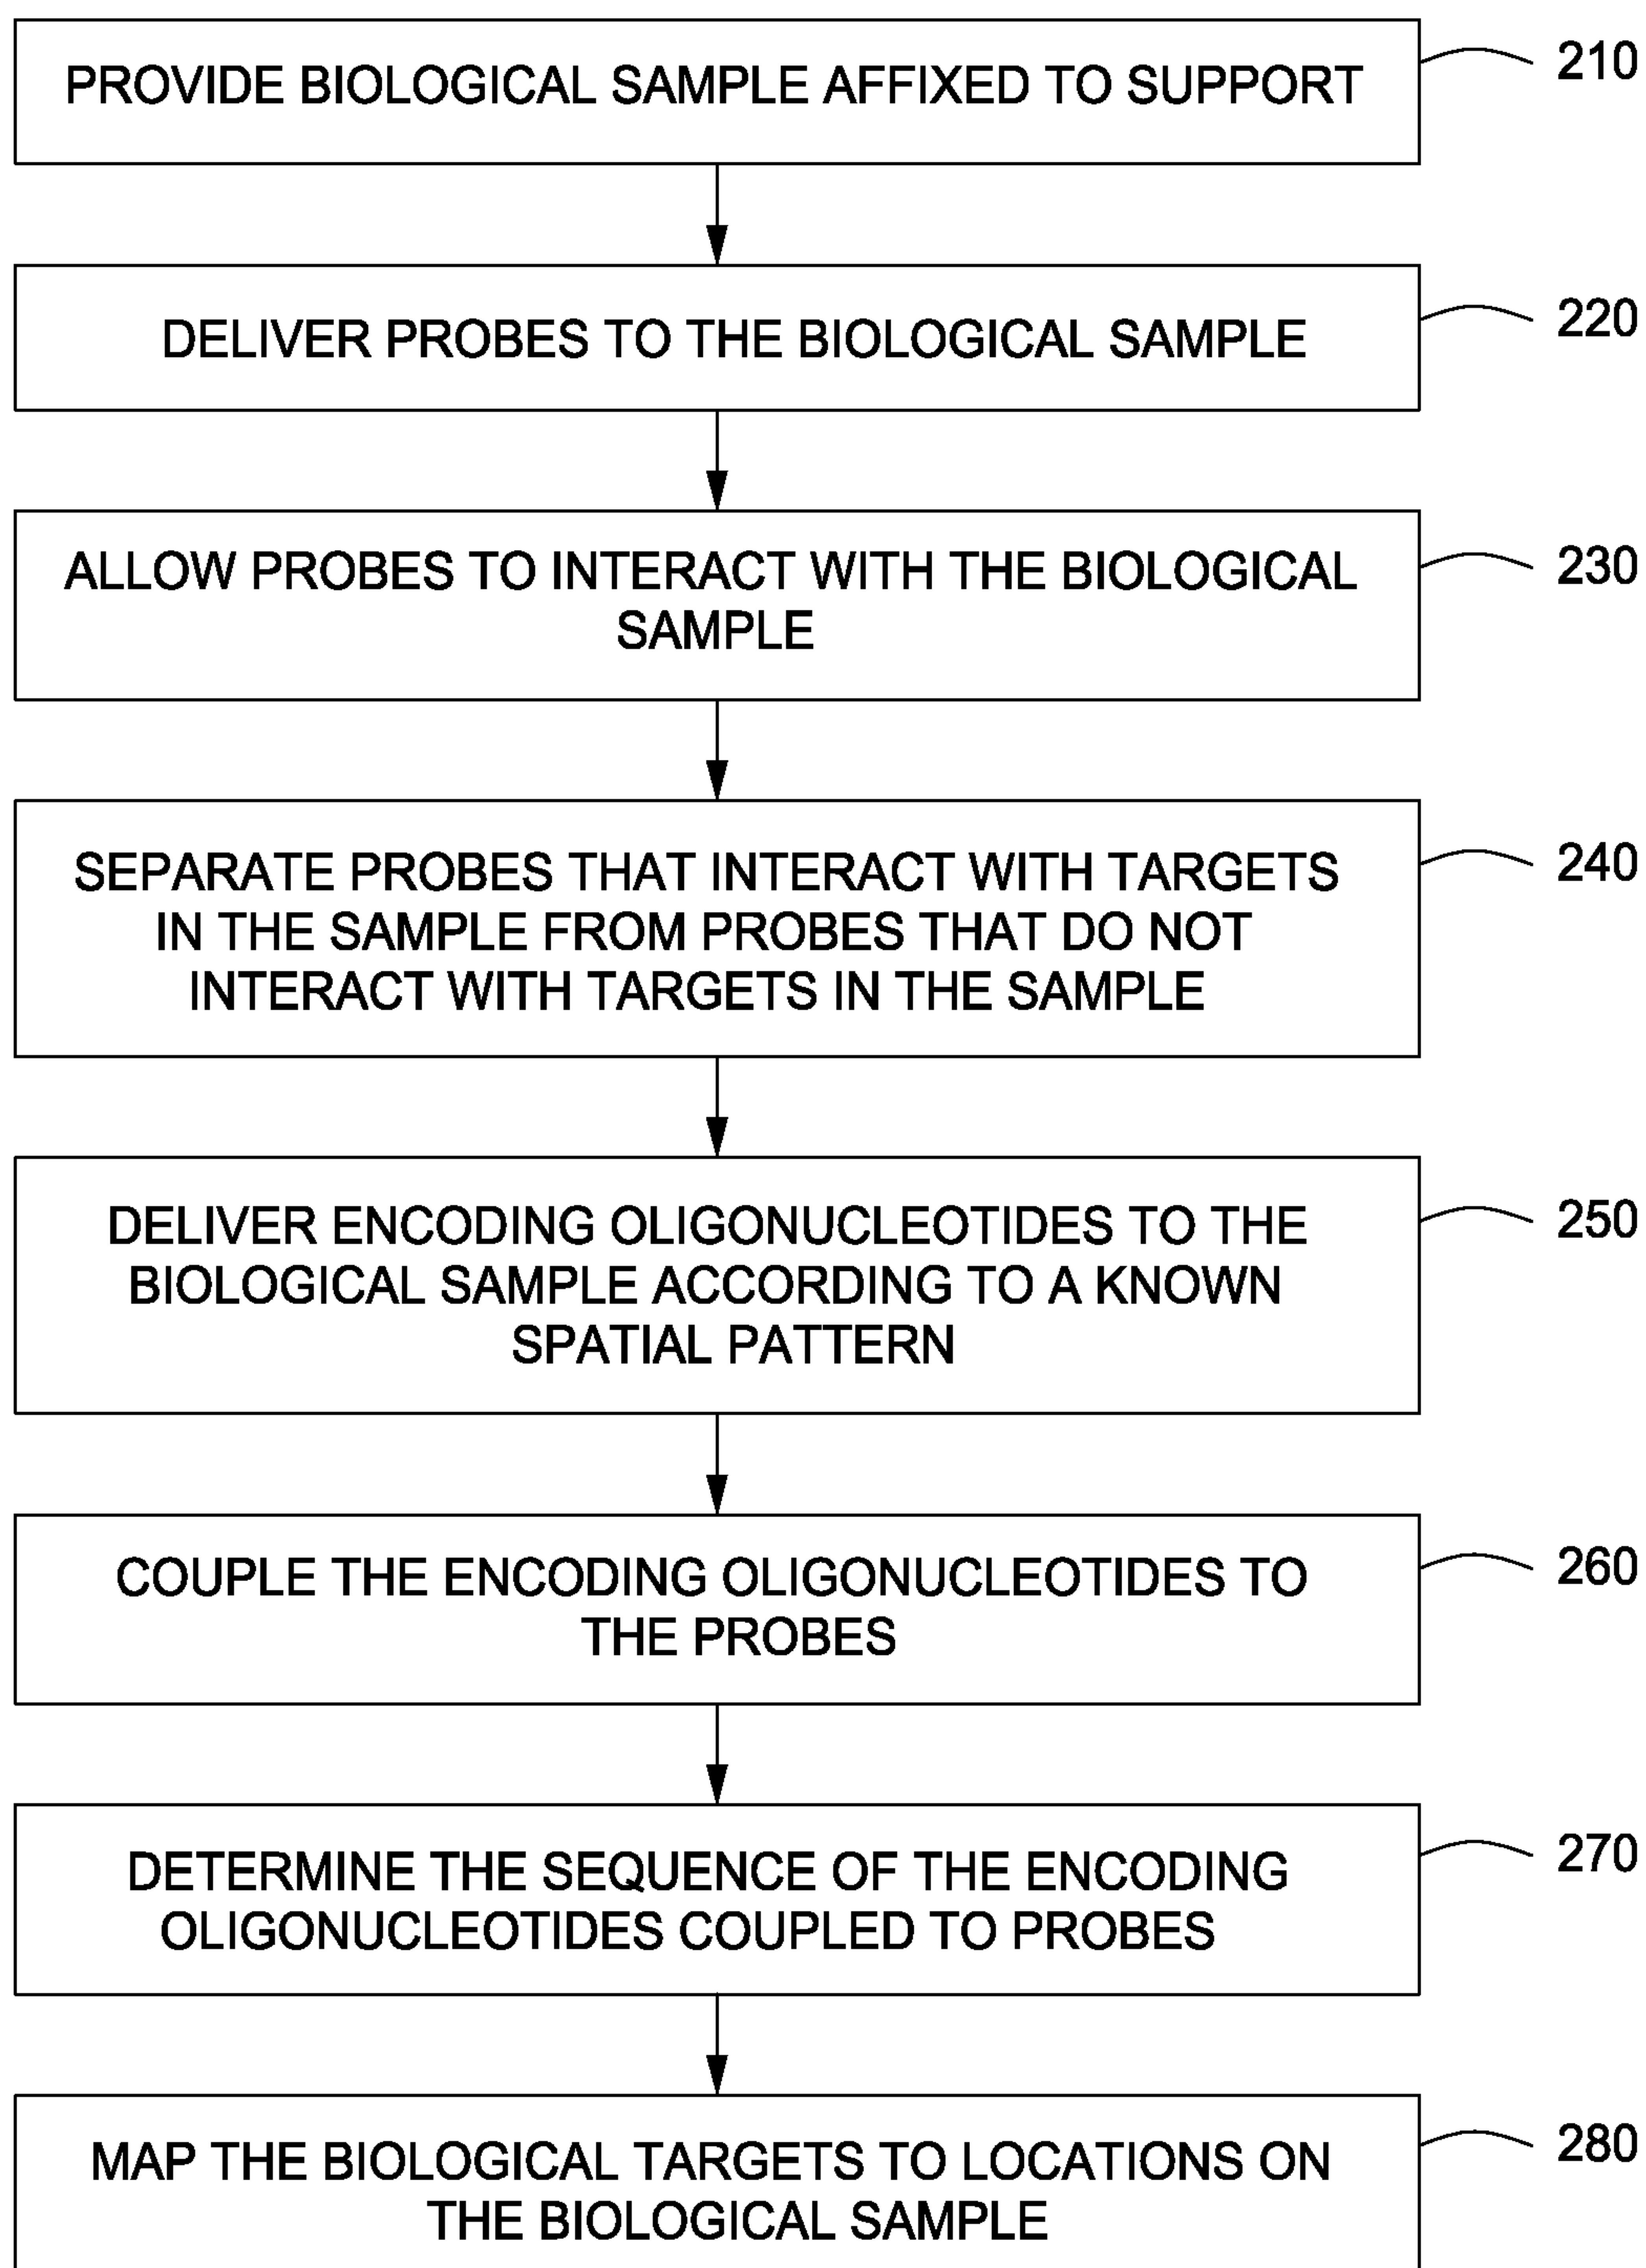 PROVIDE BIOLOGICAL SAMPLE AFFIXED TO SUPPORT
210
DELIVER PROBES TO THE BIOLOGICAL SAMPLE
220
ALLOW PROBES TO INTERACT WITH THE BIOLOGICAL
SAMPLE
230
SEPARATE PROBES THAT INTERACT WITH TARGETS
IN THE SAMPLE FROM PROBES THAT DO NOT
INTERACT WITH TARGETS IN THE SAMPLE
240
DELIVER ENCODING OLIGONUCLEOTIDES TO THE
BIOLOGICAL SAMPLE ACCORDING TO A KNOWN
SPATIAL PATTERN
250
COUPLE THE ENCODING OLIGONUCLEOTIDES TO
THE PROBES
260
DETERMINE THE SEQUENCE OF THE ENCODING
OLIGONUCLEOTIDES COUPLED TO PROBES
270
MAP THE BIOLOGICAL TARGETS TO LOCATIONS ON
THE BIOLOGICAL SAMPLE
280